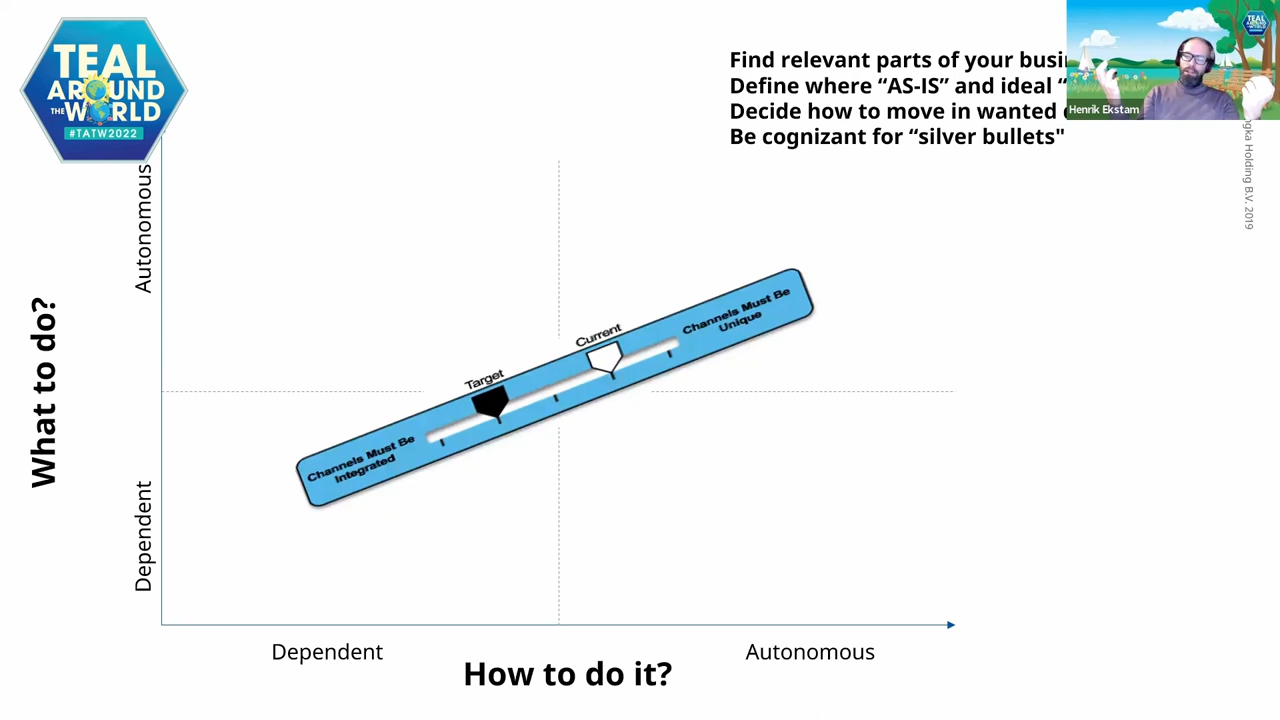 TEAL
AROUND
THE WORLD
#TATW2022
Find relevant parts of your
Define where “AS-IS” and ideal “
Decide how to move in wanted
Be cognizant for “silver bullets"
TEAL
Henrik Ekstam
Holding B.V. 2019
What to do?
Autonomous
Dependent
Current
Target
Channels Must Be
Unique
Channels Must Be
Integrated
Dependent
Autonomous
How to do it?